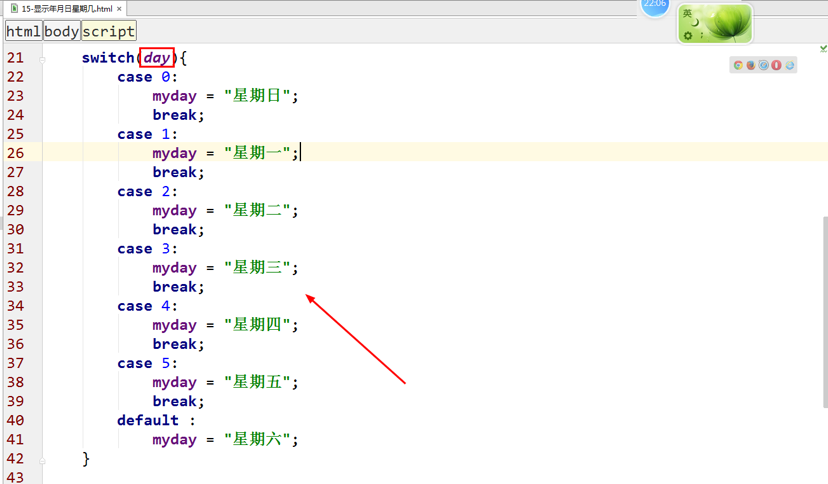 15-显示年月日星期几.html
22:06
英
html body script
21 switch(day){
22 case 0:
23 myday = "星期日";
24 break;
25 case 1:
26 myday = "星期一";
27 break;
28 case 2:
29 myday = "星期二";
30 break;
31 case 3:
32 myday = "星期三";
33 break;
34 case 4:
35 myday = "星期四";
36 break;
37 case 5:
38 myday = "星期五";
39 break;
40 default :
41 myday = "星期六";
42 }
43